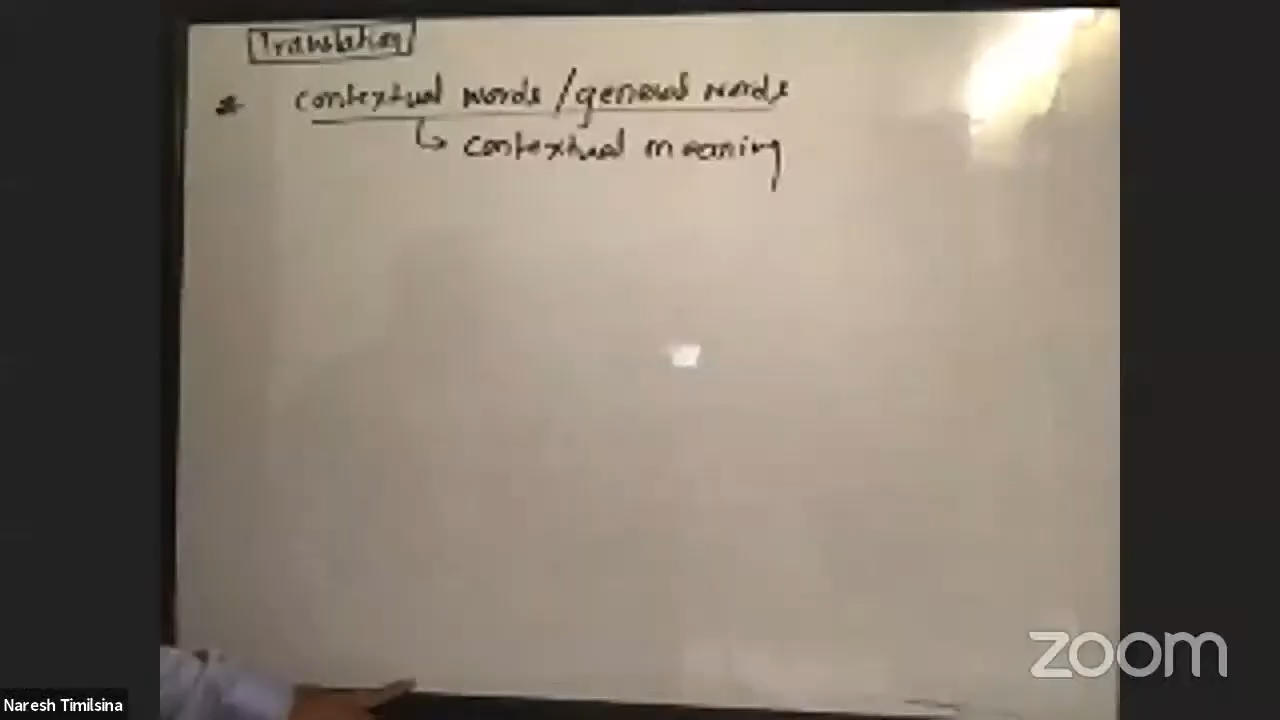 Translation
* contextual words / general words
↳ contextual meaning
zoom
Naresh Timilsina